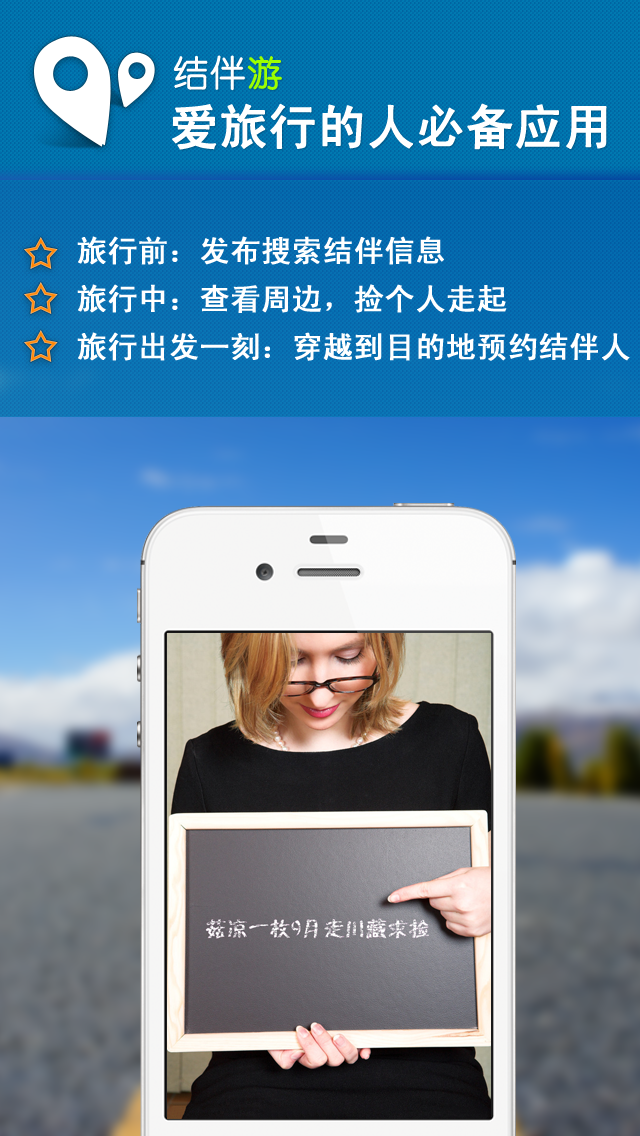 结伴游
爱旅行的人必备应用
旅行前：发布搜索结伴信息
旅行中：查看周边，捡个人走起
旅行出发一刻：穿越到目的地预约结伴人
菇凉一枚9月走川藏求捡